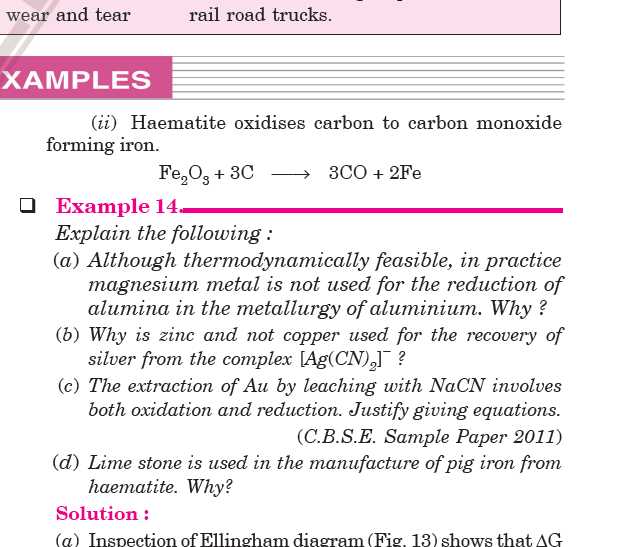 wear and tear rail road trucks.
XAMPLES
(ii) Haematite oxidises carbon to carbon monoxide
forming iron.
Fe₂O₃ + 3C ⟶ 3CO + 2Fe
❑ Example 14.
Explain the following :
(a) Although thermodynamically feasible, in practice
magnesium metal is not used for the reduction of
alumina in the metallurgy of aluminium. Why ?
(b) Why is zinc and not copper used for the recovery of
silver from the complex [Ag(CN)₂]⁻ ?
(c) The extraction of Au by leaching with NaCN involves
both oxidation and reduction. Justify giving equations.
(C.B.S.E. Sample Paper 2011)
(d) Lime stone is used in the manufacture of pig iron from
haematite. Why?
Solution :
(a) Inspection of Ellingham diagram (Fig. 13) shows that ΔG